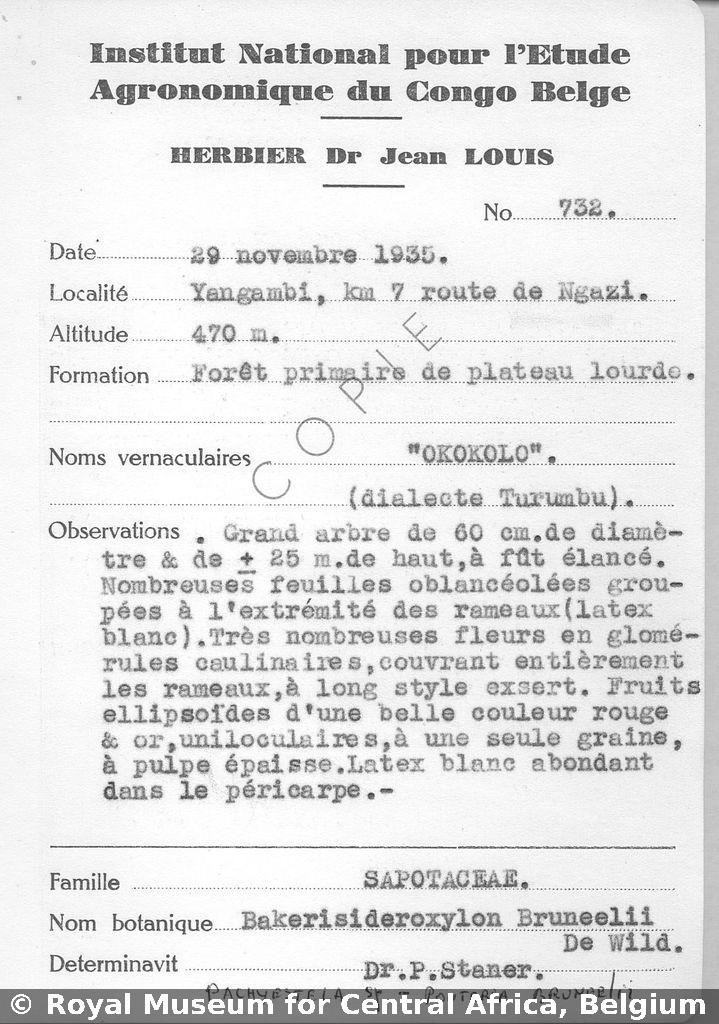 Institut National pour l'Etude
Agronomique du Congo Belge
HERBIER Dr Jean LOUIS
No 732.
Date 29 novembre 1935.
Localité Yangambi, km 7 route de Ngazi.
Altitude 470 m.
Formation Forêt primaire de plateau lourde.
COPIE
Noms vernaculaires "OKOKOLO".
(dialecte Turumbu).
Observations . Grand arbre de 60 cm.de diamè-
tre & de ± 25 m.de haut,à fût élancé.
Nombreuses feuilles oblancéolées grou-
pées à l'extrémité des rameaux(latex
blanc).Très nombreuses fleurs en glomé-
rules caulinaires,couvrant entièrement
les rameaux,à long style exsert. Fruits
ellipsoïdes d'une belle couleur rouge
& or,uniloculaires,à une seule graine,
à pulpe épaisse.Latex blanc abondant
dans le péricarpe.-
Famille SAPOTACEAE.
Nom botanique Bakerisideroxylon Bruneelii
De Wild.
Determinavit Dr.P.Staner.
PACHYSTELA
© Royal Museum for Central Africa, Belgium